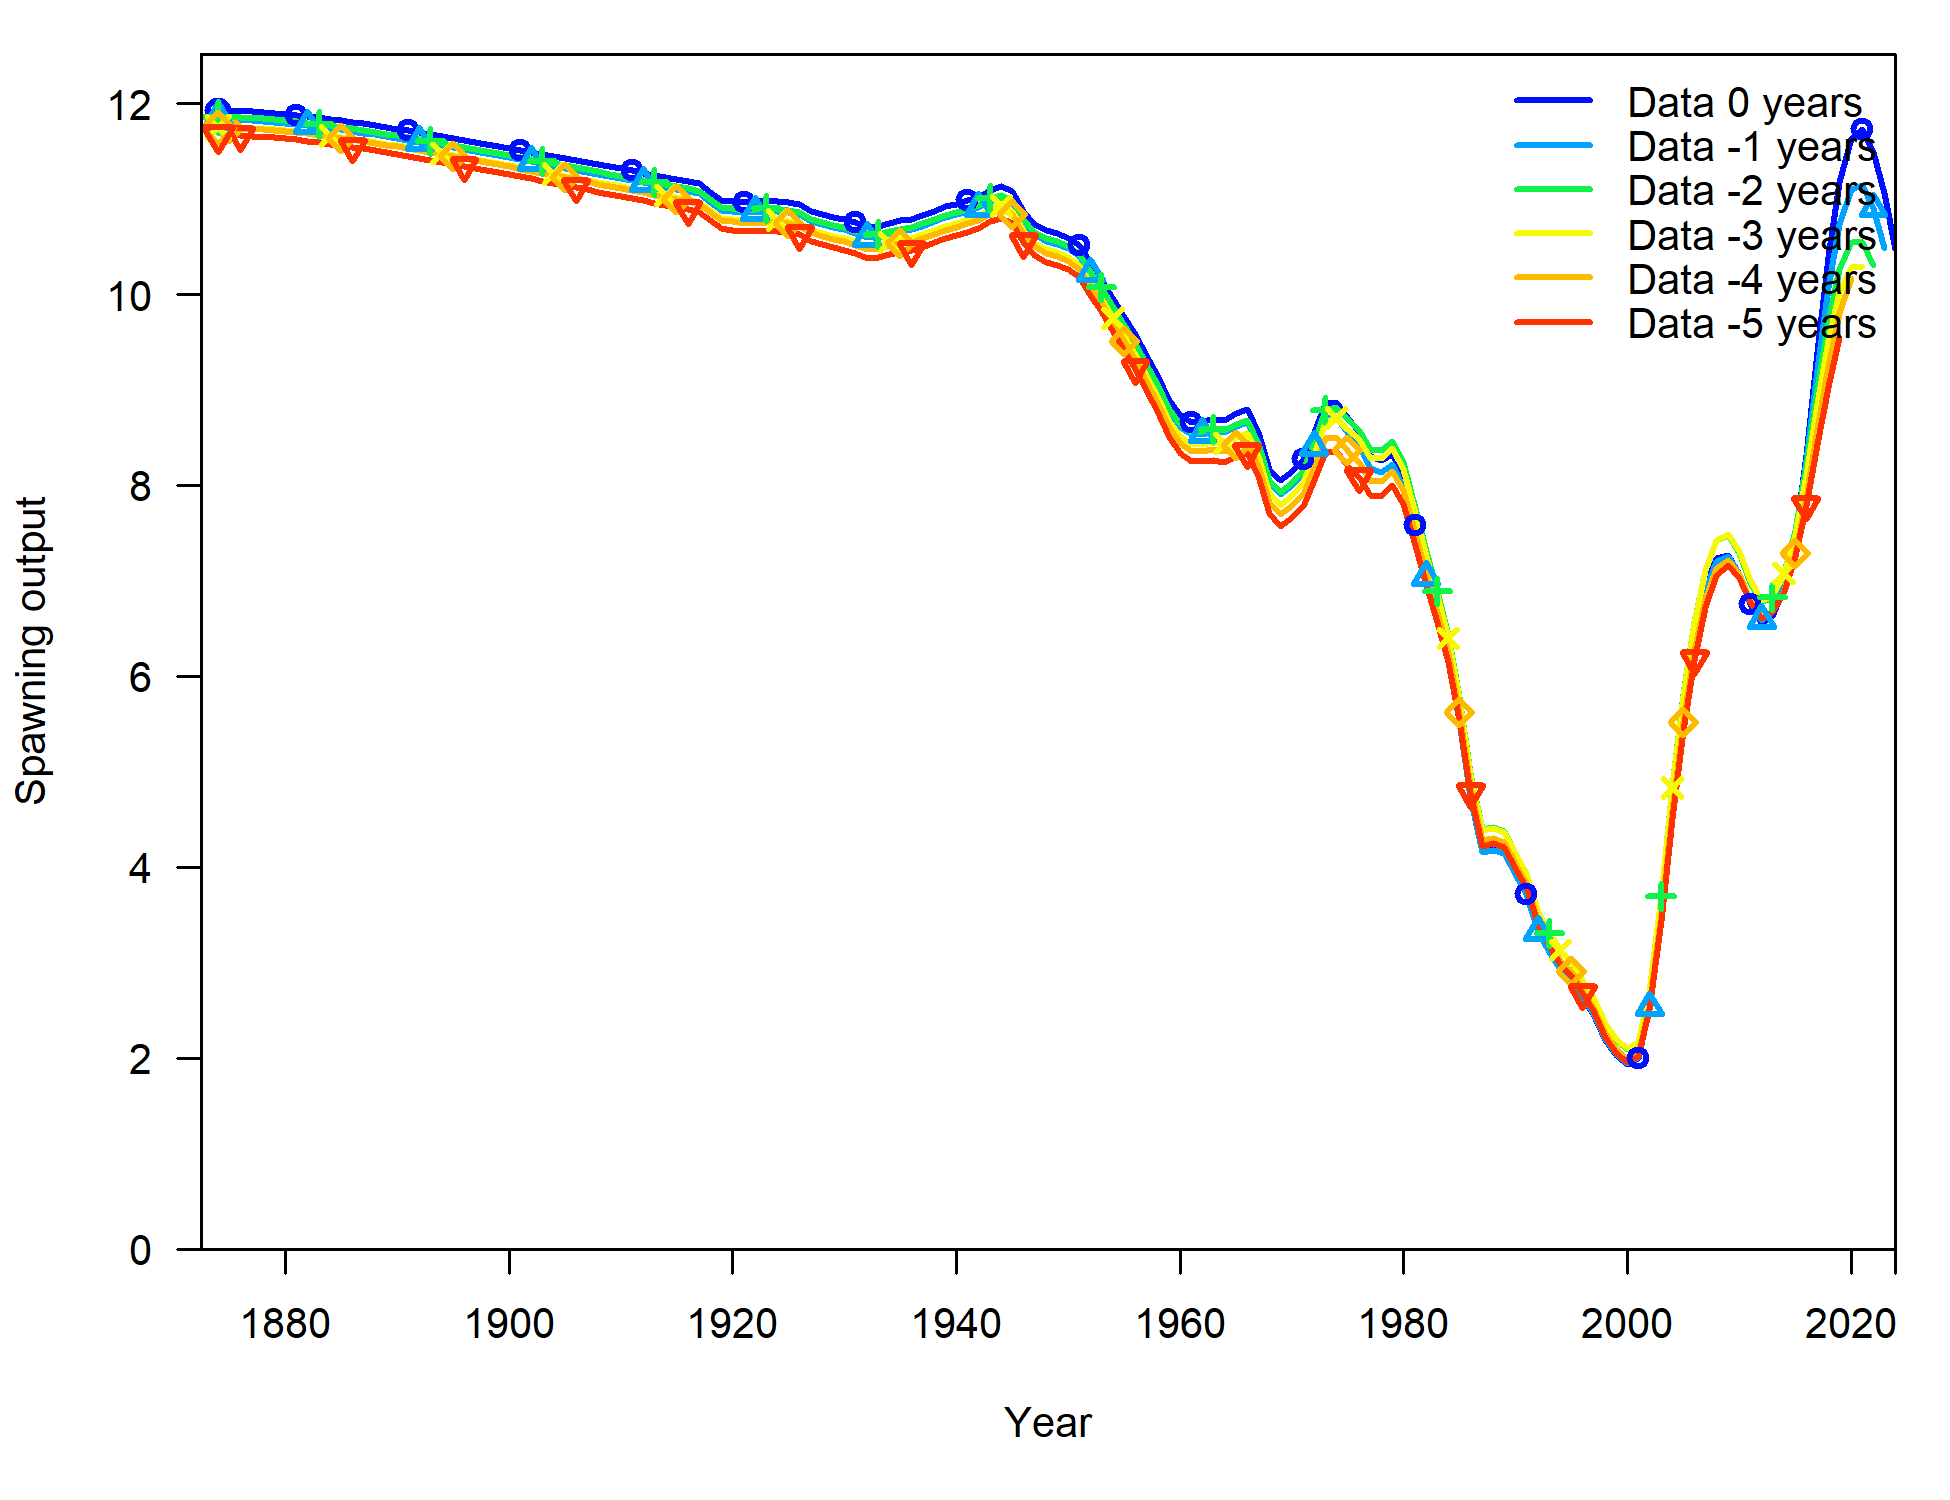 Data 0 years
Data -1 years
Data -2 years
Data -3 years
Data -4 years
Data -5 years
12
10
8
6
4
2
0
Spawning output
1880 1900 1920 1940 1960 1980 2000 2020
Year